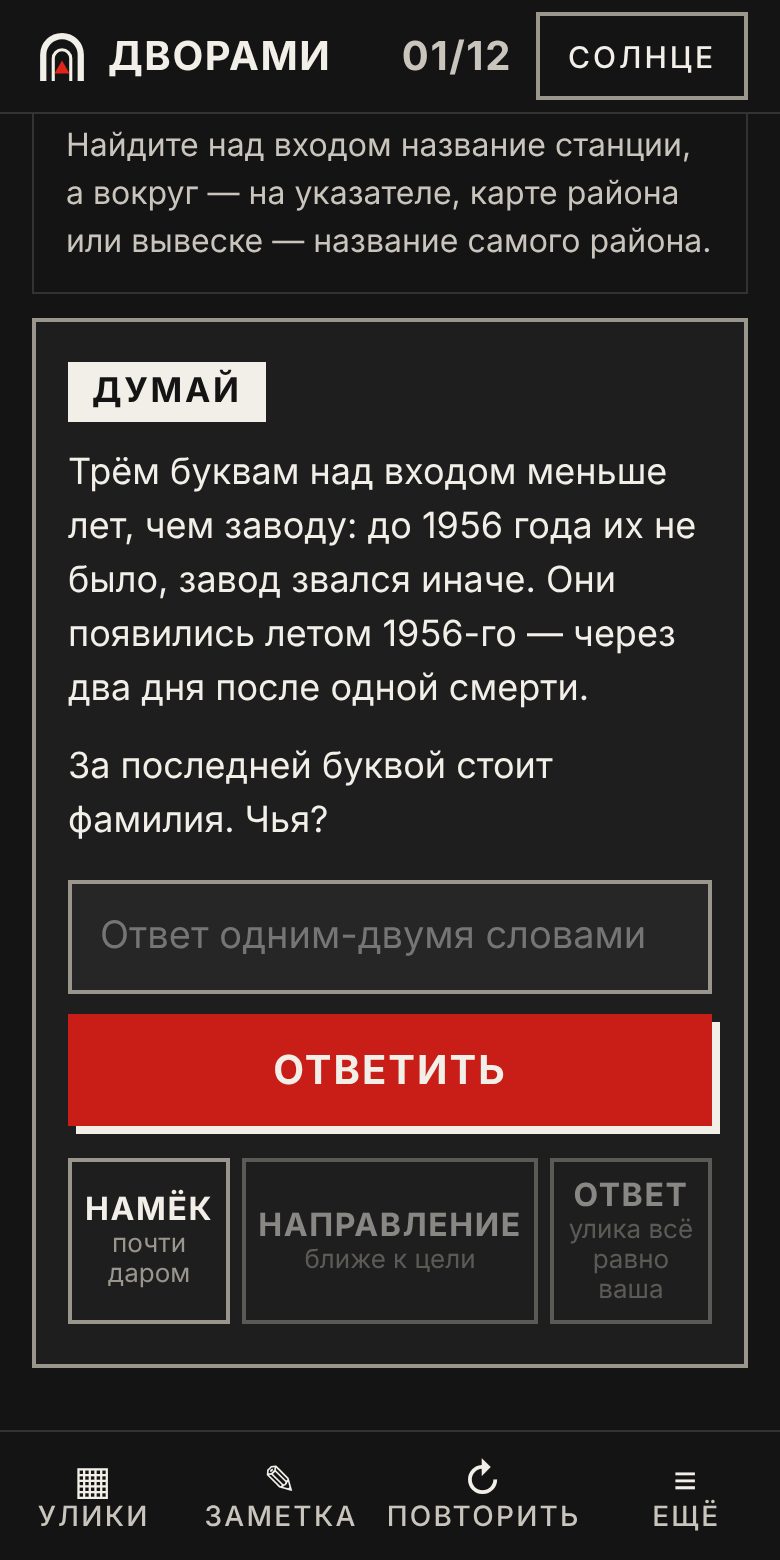 ДВОРАМИ
01/12
СОЛНЦЕ
Найдите над входом название станции,
а вокруг — на указателе, карте района
или вывеске — название самого района.
ДУМАЙ
Трём буквам над входом меньше
лет, чем заводу: до 1956 года их не
было, завод звался иначе. Они
появились летом 1956-го — через
два дня после одной смерти.
За последней буквой стоит
фамилия. Чья?
Ответ одним-двумя словами
ОТВЕТИТЬ
НАМЁК
почти
даром
НАПРАВЛЕНИЕ
ближе к цели
ОТВЕТ
улика всё
равно
ваша
УЛИКИ
ЗАМЕТКА
ПОВТОРИТЬ
ЕЩЁ